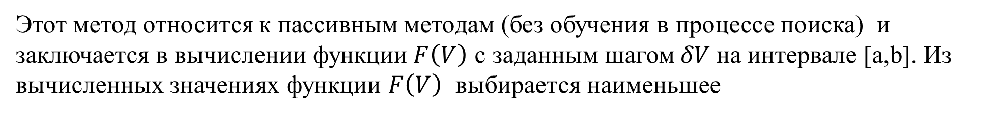 Этот метод относится к пассивным методам (без обучения в процессе поиска)  и
заключается в вычислении функции F(V) с заданным шагом δV на интервале [a,b]. Из
вычисленных значениях функции F(V)  выбирается наименьшее